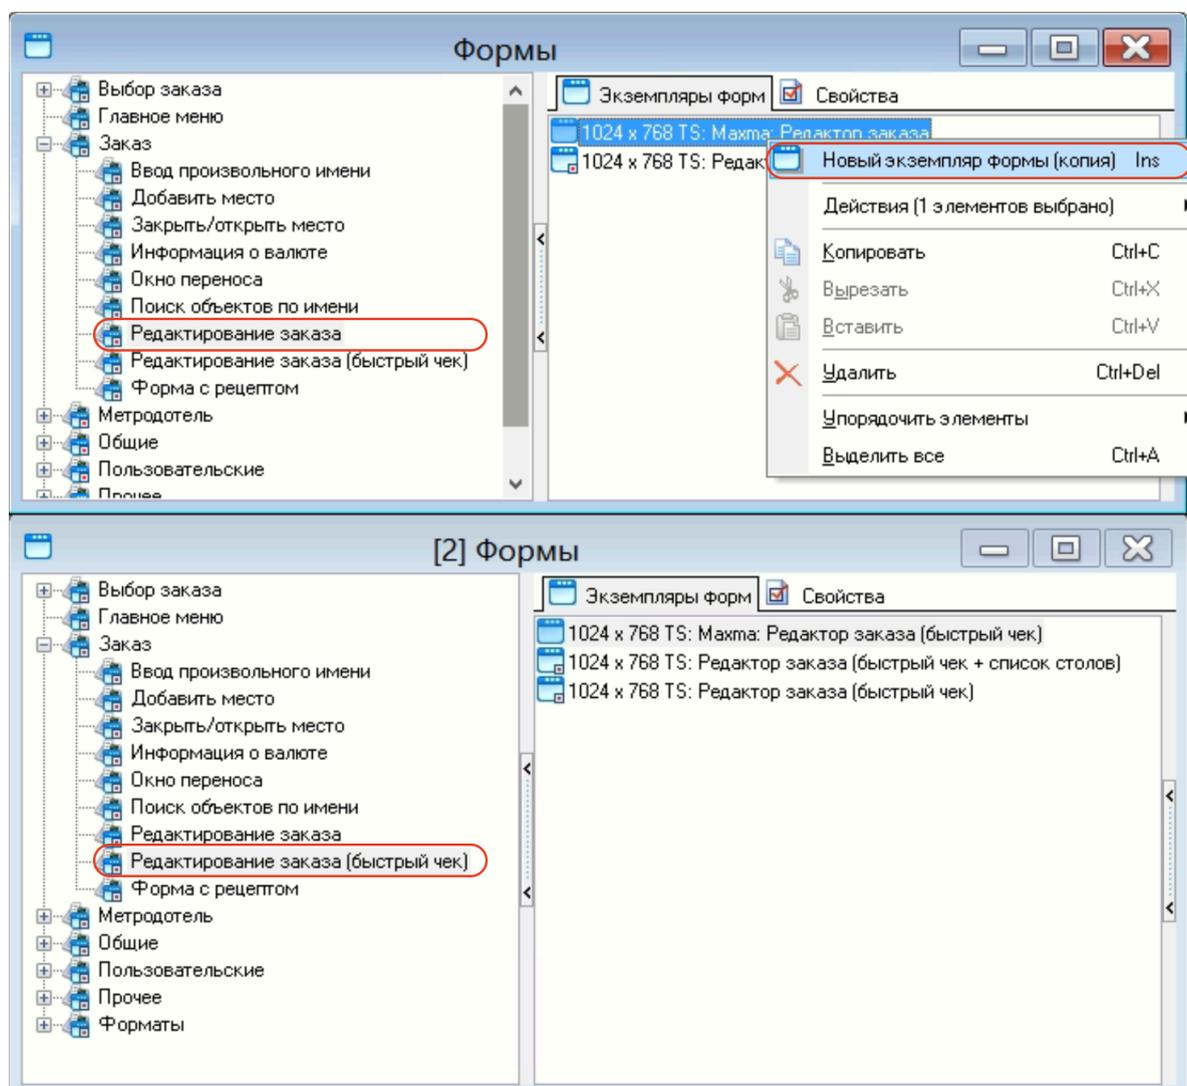 Формы
Выбор заказа
Главное меню
Заказ
Ввод произвольного имени
Добавить место
Закрыть/открыть место
Информация о валюте
Окно переноса
Поиск объектов по имени
Редактирование заказа
Редактирование заказа (быстрый чек)
Форма с рецептом
Метродотель
Общие
Пользовательские
Прочее
Экземпляры форм
Свойства
1024 x 768 TS: Maxma: Редактор заказа
1024 x 768 TS: Редак
Новый экземпляр формы (копия) Ins
Действия (1 элементов выбрано)
Копировать Ctrl+C
Вырезать Ctrl+X
Вставить Ctrl+V
Удалить Ctrl+Del
Упорядочить элементы
Выделить все Ctrl+A
[2] Формы
Выбор заказа
Главное меню
Заказ
Ввод произвольного имени
Добавить место
Закрыть/открыть место
Информация о валюте
Окно переноса
Поиск объектов по имени
Редактирование заказа
Редактирование заказа (быстрый чек)
Форма с рецептом
Метродотель
Общие
Пользовательские
Прочее
Форматы
Экземпляры форм
Свойства
1024 x 768 TS: Maxma: Редактор заказа (быстрый чек)
1024 x 768 TS: Редактор заказа (быстрый чек + список столов)
1024 x 768 TS: Редактор заказа (быстрый чек)